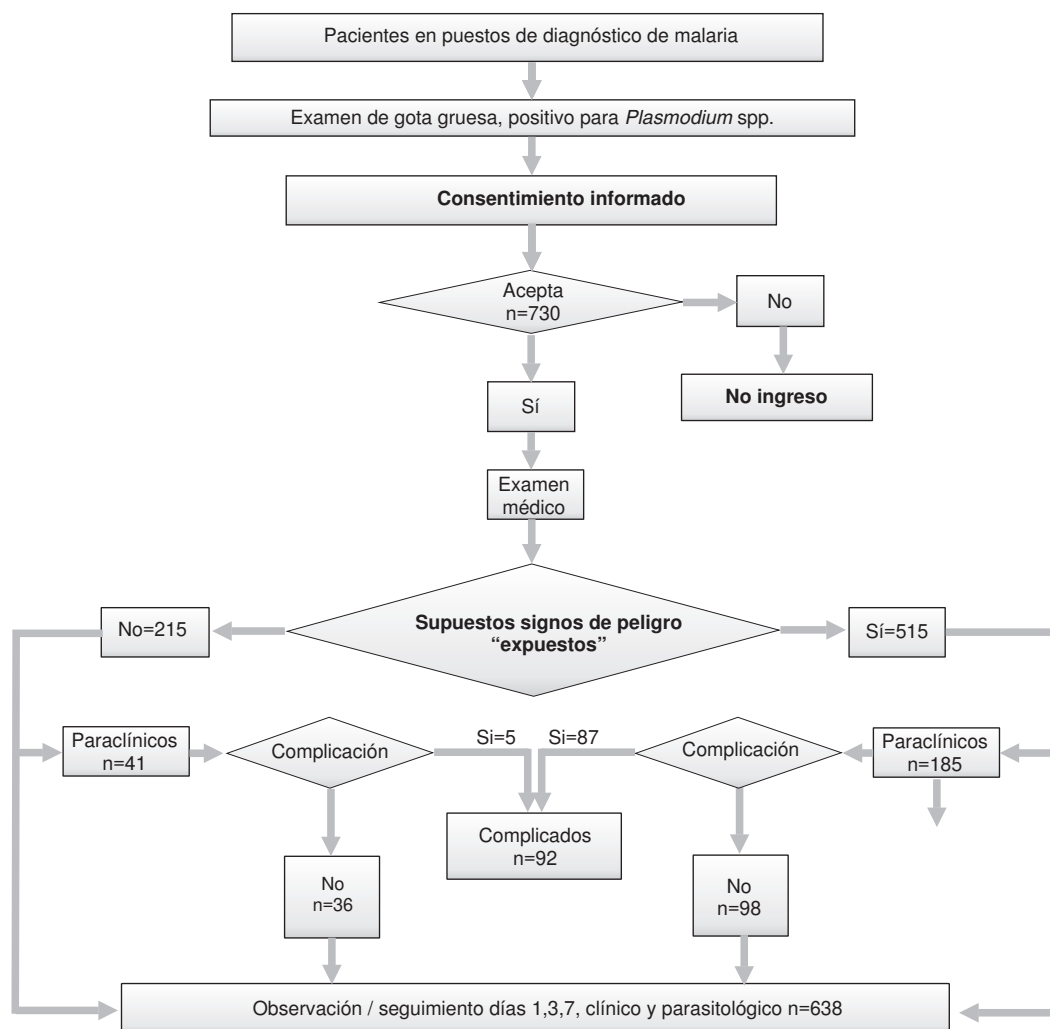 Pacientes en puestos de diagnóstico de malaria
Examen de gota gruesa, positivo para Plasmodium spp.
Consentimiento informado
Acepta
n=730
No
No ingreso
Sí
Examen
médico
No=215
Supuestos signos de peligro
“expuestos”
Sí=515
Paraclínicos
n=41
Complicación
Si=5
Si=87
Complicación
Paraclínicos
n=185
Complicados
n=92
No
n=36
No
n=98
Observación / seguimiento días 1,3,7, clínico y parasitológico n=638